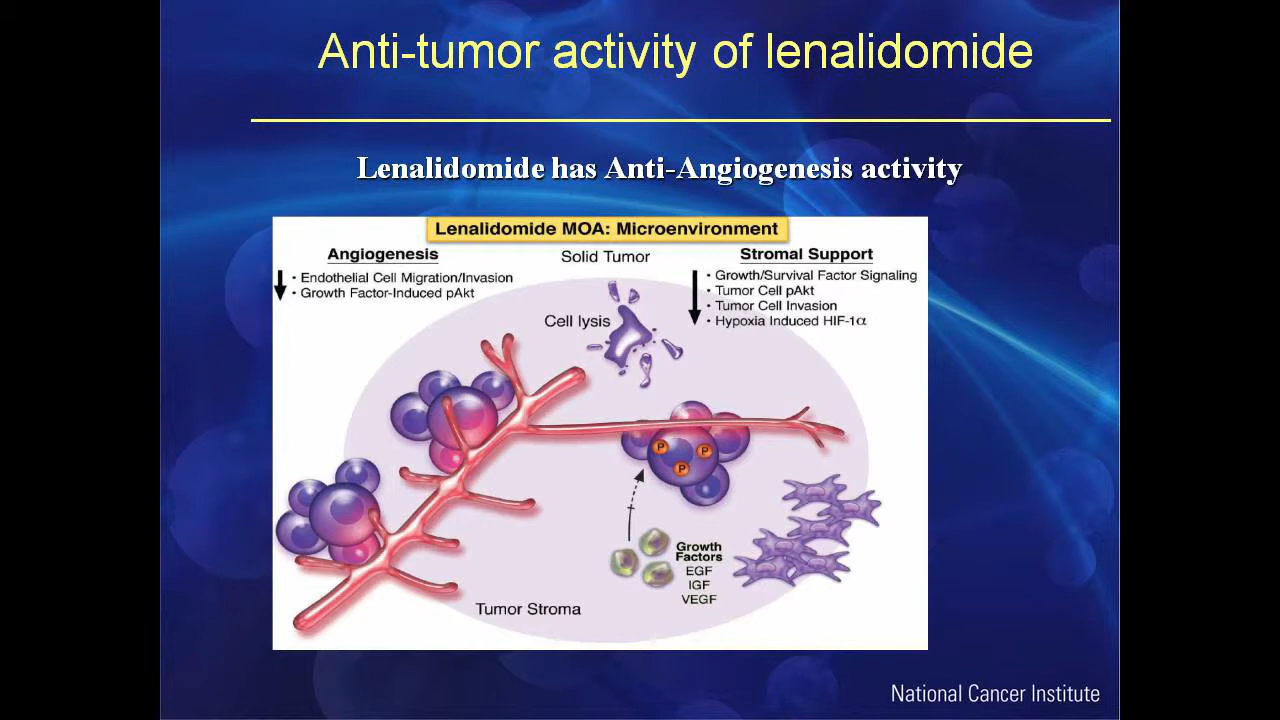 Anti-tumor activity of lenalidomide
Lenalidomide has Anti-Angiogenesis activity
Lenalidomide MOA: Microenvironment
Angiogenesis
• Endothelial Cell Migration/Invasion
• Growth Factor-Induced pAkt
Solid Tumor
Stromal Support
• Growth/Survival Factor Signaling
• Tumor Cell pAkt
• Tumor Cell Invasion
• Hypoxia Induced HIF-1α
Cell lysis
P
P
P
Growth
Factors
EGF
IGF
VEGF
Tumor Stroma
National Cancer Institute